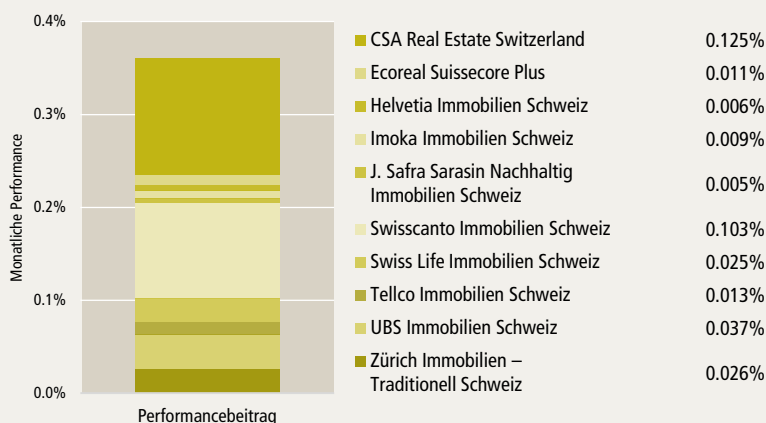 0.4%
0.3%
0.2%
0.1%
0.0%
Monatliche Performance
Performancebeitrag
CSA Real Estate Switzerland 0.125%
Ecoreal Suissecore Plus 0.011%
Helvetia Immobilien Schweiz 0.006%
Imoka Immobilien Schweiz 0.009%
J. Safra Sarasin Nachhaltig
Immobilien Schweiz 0.005%
Swisscanto Immobilien Schweiz 0.103%
Swiss Life Immobilien Schweiz 0.025%
Tellco Immobilien Schweiz 0.013%
UBS Immobilien Schweiz 0.037%
Zürich Immobilien –
Traditionell Schweiz 0.026%